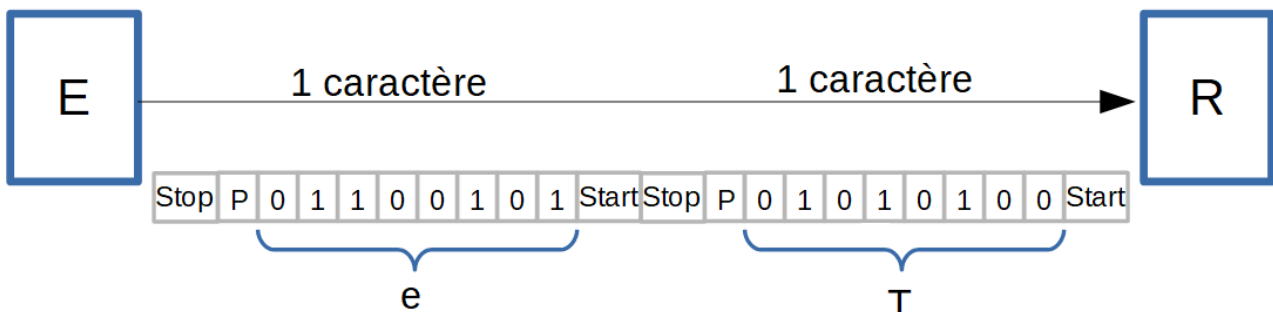 E
1 caractère 1 caractère
R
Stop P 0 1 1 0 0 1 0 1 Start Stop P 0 1 0 1 0 1 0 0 Start
e T